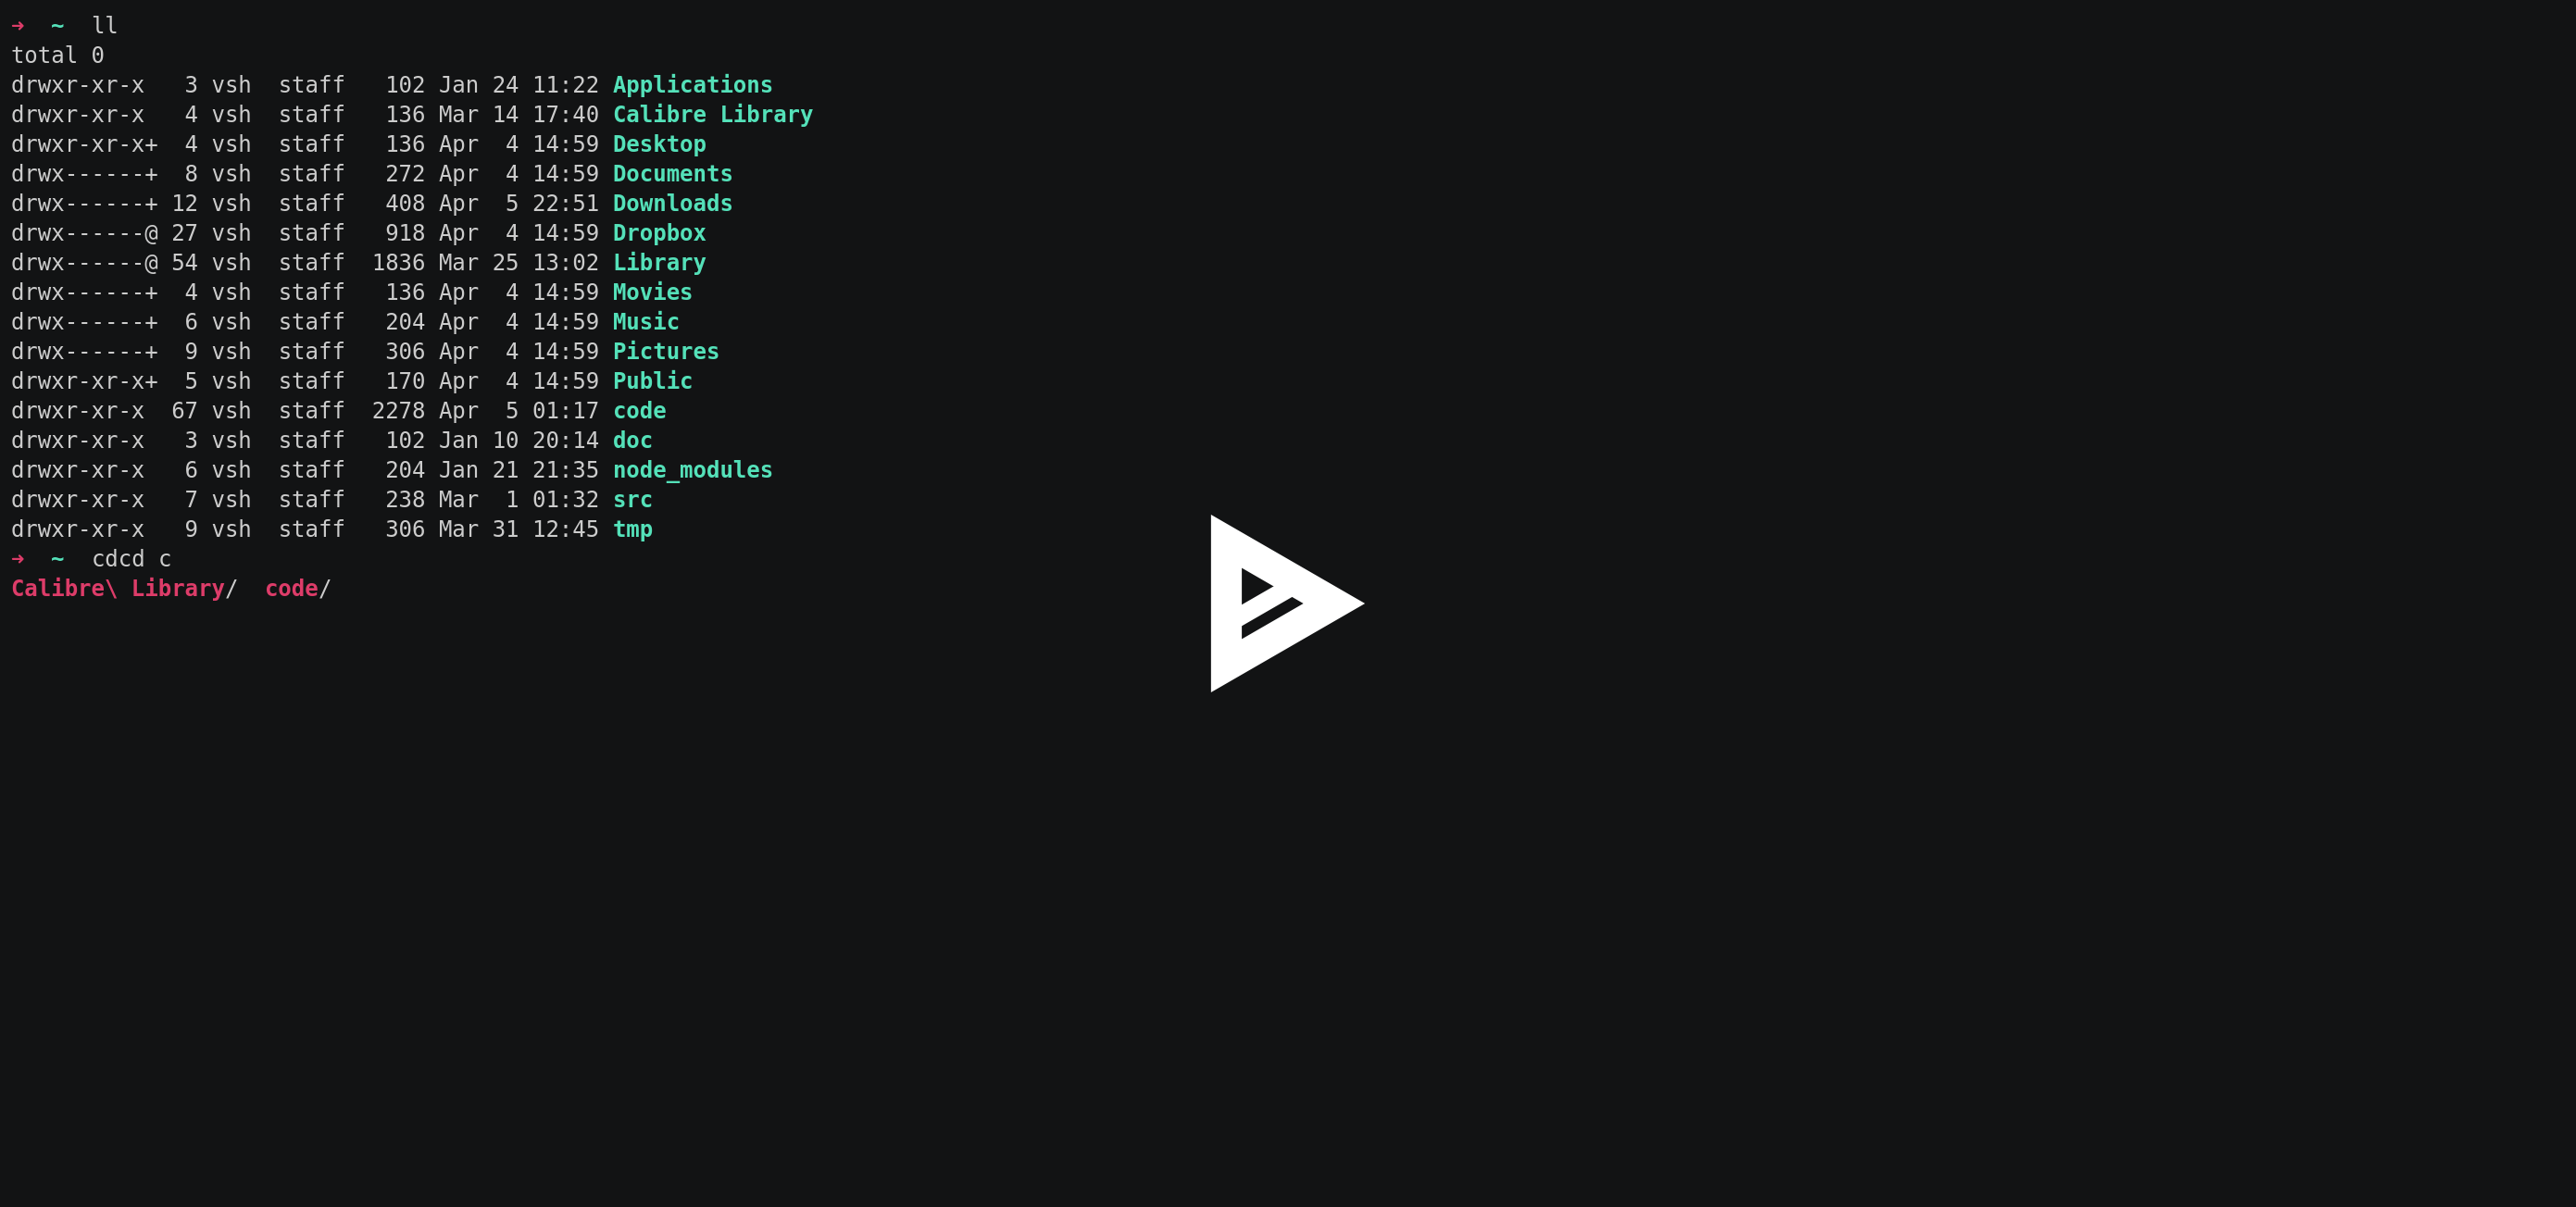 ➜  ~  ll
total 0
drwxr-xr-x   3 vsh  staff   102 Jan 24 11:22 Applications
drwxr-xr-x   4 vsh  staff   136 Mar 14 17:40 Calibre Library
drwxr-xr-x+  4 vsh  staff   136 Apr  4 14:59 Desktop
drwx------+  8 vsh  staff   272 Apr  4 14:59 Documents
drwx------+ 12 vsh  staff   408 Apr  5 22:51 Downloads
drwx------@ 27 vsh  staff   918 Apr  4 14:59 Dropbox
drwx------@ 54 vsh  staff  1836 Mar 25 13:02 Library
drwx------+  4 vsh  staff   136 Apr  4 14:59 Movies
drwx------+  6 vsh  staff   204 Apr  4 14:59 Music
drwx------+  9 vsh  staff   306 Apr  4 14:59 Pictures
drwxr-xr-x+  5 vsh  staff   170 Apr  4 14:59 Public
drwxr-xr-x  67 vsh  staff  2278 Apr  5 01:17 code
drwxr-xr-x   3 vsh  staff   102 Jan 10 20:14 doc
drwxr-xr-x   6 vsh  staff   204 Jan 21 21:35 node_modules
drwxr-xr-x   7 vsh  staff   238 Mar  1 01:32 src
drwxr-xr-x   9 vsh  staff   306 Mar 31 12:45 tmp
➜  ~  cdcd c
Calibre\ Library/  code/